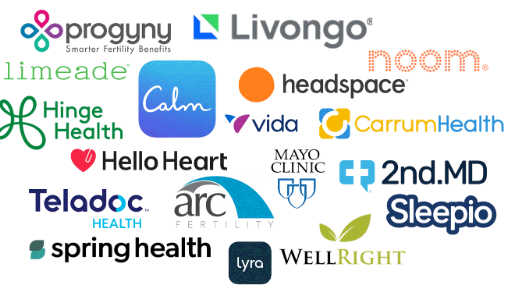 progyny
Smarter Fertility Benefits
Livongo®
limeade®
Calm
headspace
noom®
Hinge
Health
vida
CarrumHealth
Hello Heart
MAYO
CLINIC
2nd.MD
Teladoc™
HEALTH
arc
FERTILITY
Sleepio
spring health
lyra
WELLRIGHT